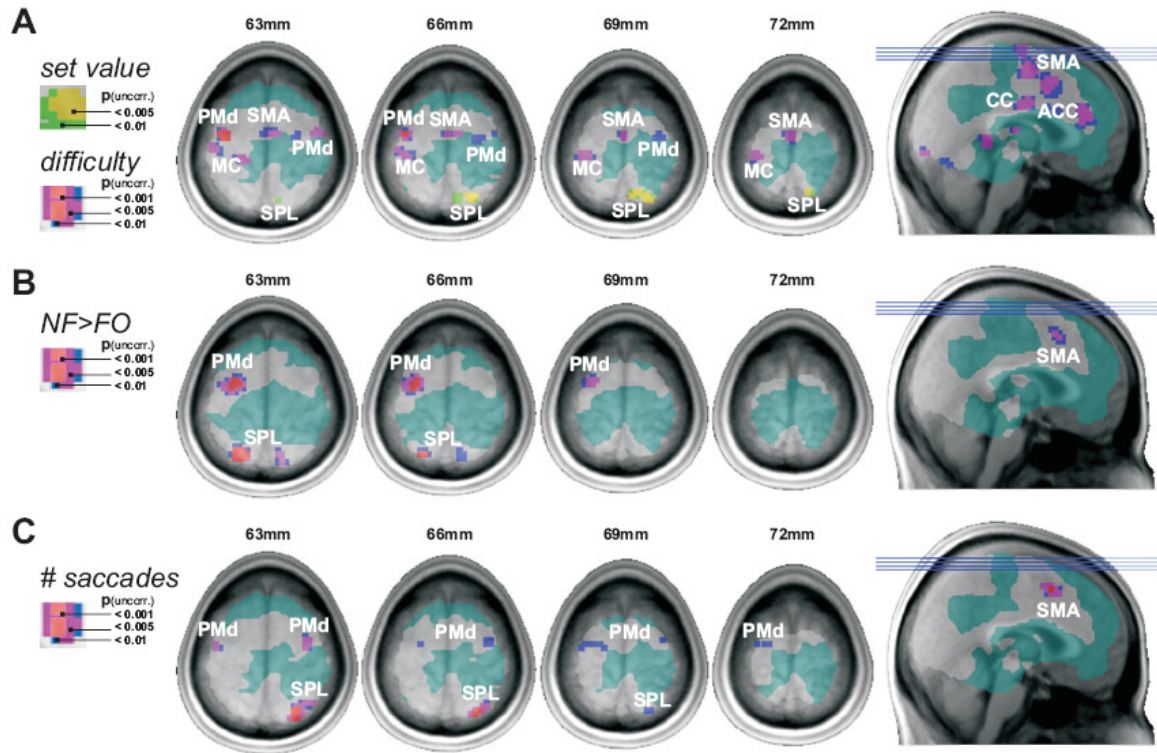 A
63mm
66mm
69mm
72mm
set value
p(uncorr.)
< 0.005
< 0.01
difficulty
p(uncorr.)
< 0.001
< 0.005
< 0.01
PMd
SMA
PMd
MC
SPL
PMd
SMA
PMd
MC
SPL
SMA
PMd
MC
SPL
SMA
MC
SPL
SMA
CC
ACC
B
63mm
66mm
69mm
72mm
NF>FO
p(uncorr.)
< 0.001
< 0.005
< 0.01
PMd
SPL
PMd
SPL
PMd
SMA
C
63mm
66mm
69mm
72mm
# saccades
p(uncorr.)
< 0.001
< 0.005
< 0.01
PMd
PMd
SPL
PMd
SPL
PMd
SPL
PMd
SMA